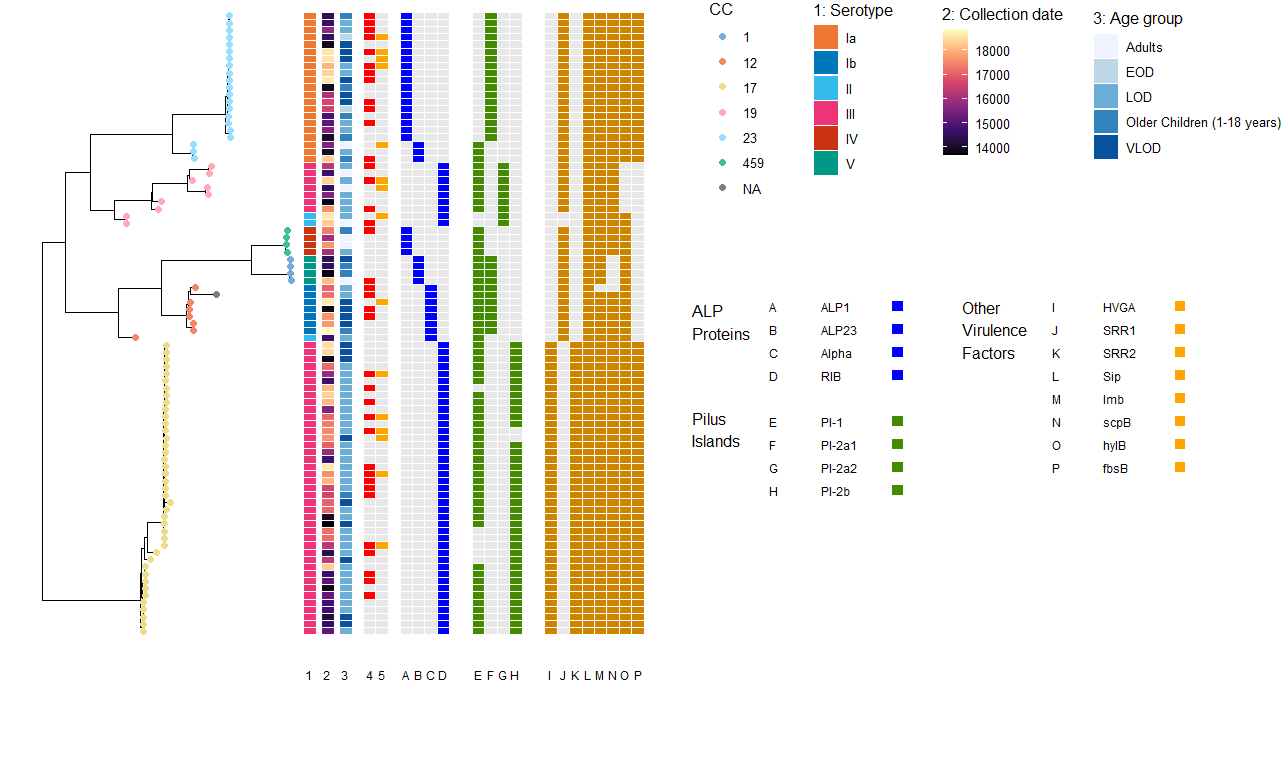 CC
1
12
17
19
23
459
NA
1: Serotype
Ia
Ib
II
III
IV
V
2: Collection date
18000
17000
16000
15000
14000
3: Age group
Adults
EOD
LOD
Older Children (1-18 years)
VLOD
ALP
Proteins
A ALP1
B ALP23
C Alpha
D RIB
Pilus
Islands
E PI-1
F PI-2a1
G PI-2a2
H PI-2b
Other
Virulence
Factors
I HVGA
J SRR1
K SRR2
L Sip
M lmb
N scpB
O hylB
P fbsB
1 2 3 4 5 A B C D E F G H I J K L M N O P